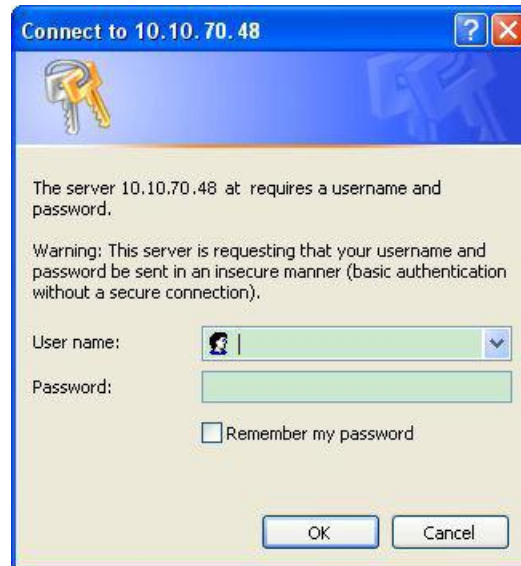 Connect to 10.10.70.48
The server 10.10.70.48 at requires a username and
password.
Warning: This server is requesting that your username and
password be sent in an insecure manner (basic authentication
without a secure connection).
User name:
Password:
Remember my password
OK
Cancel